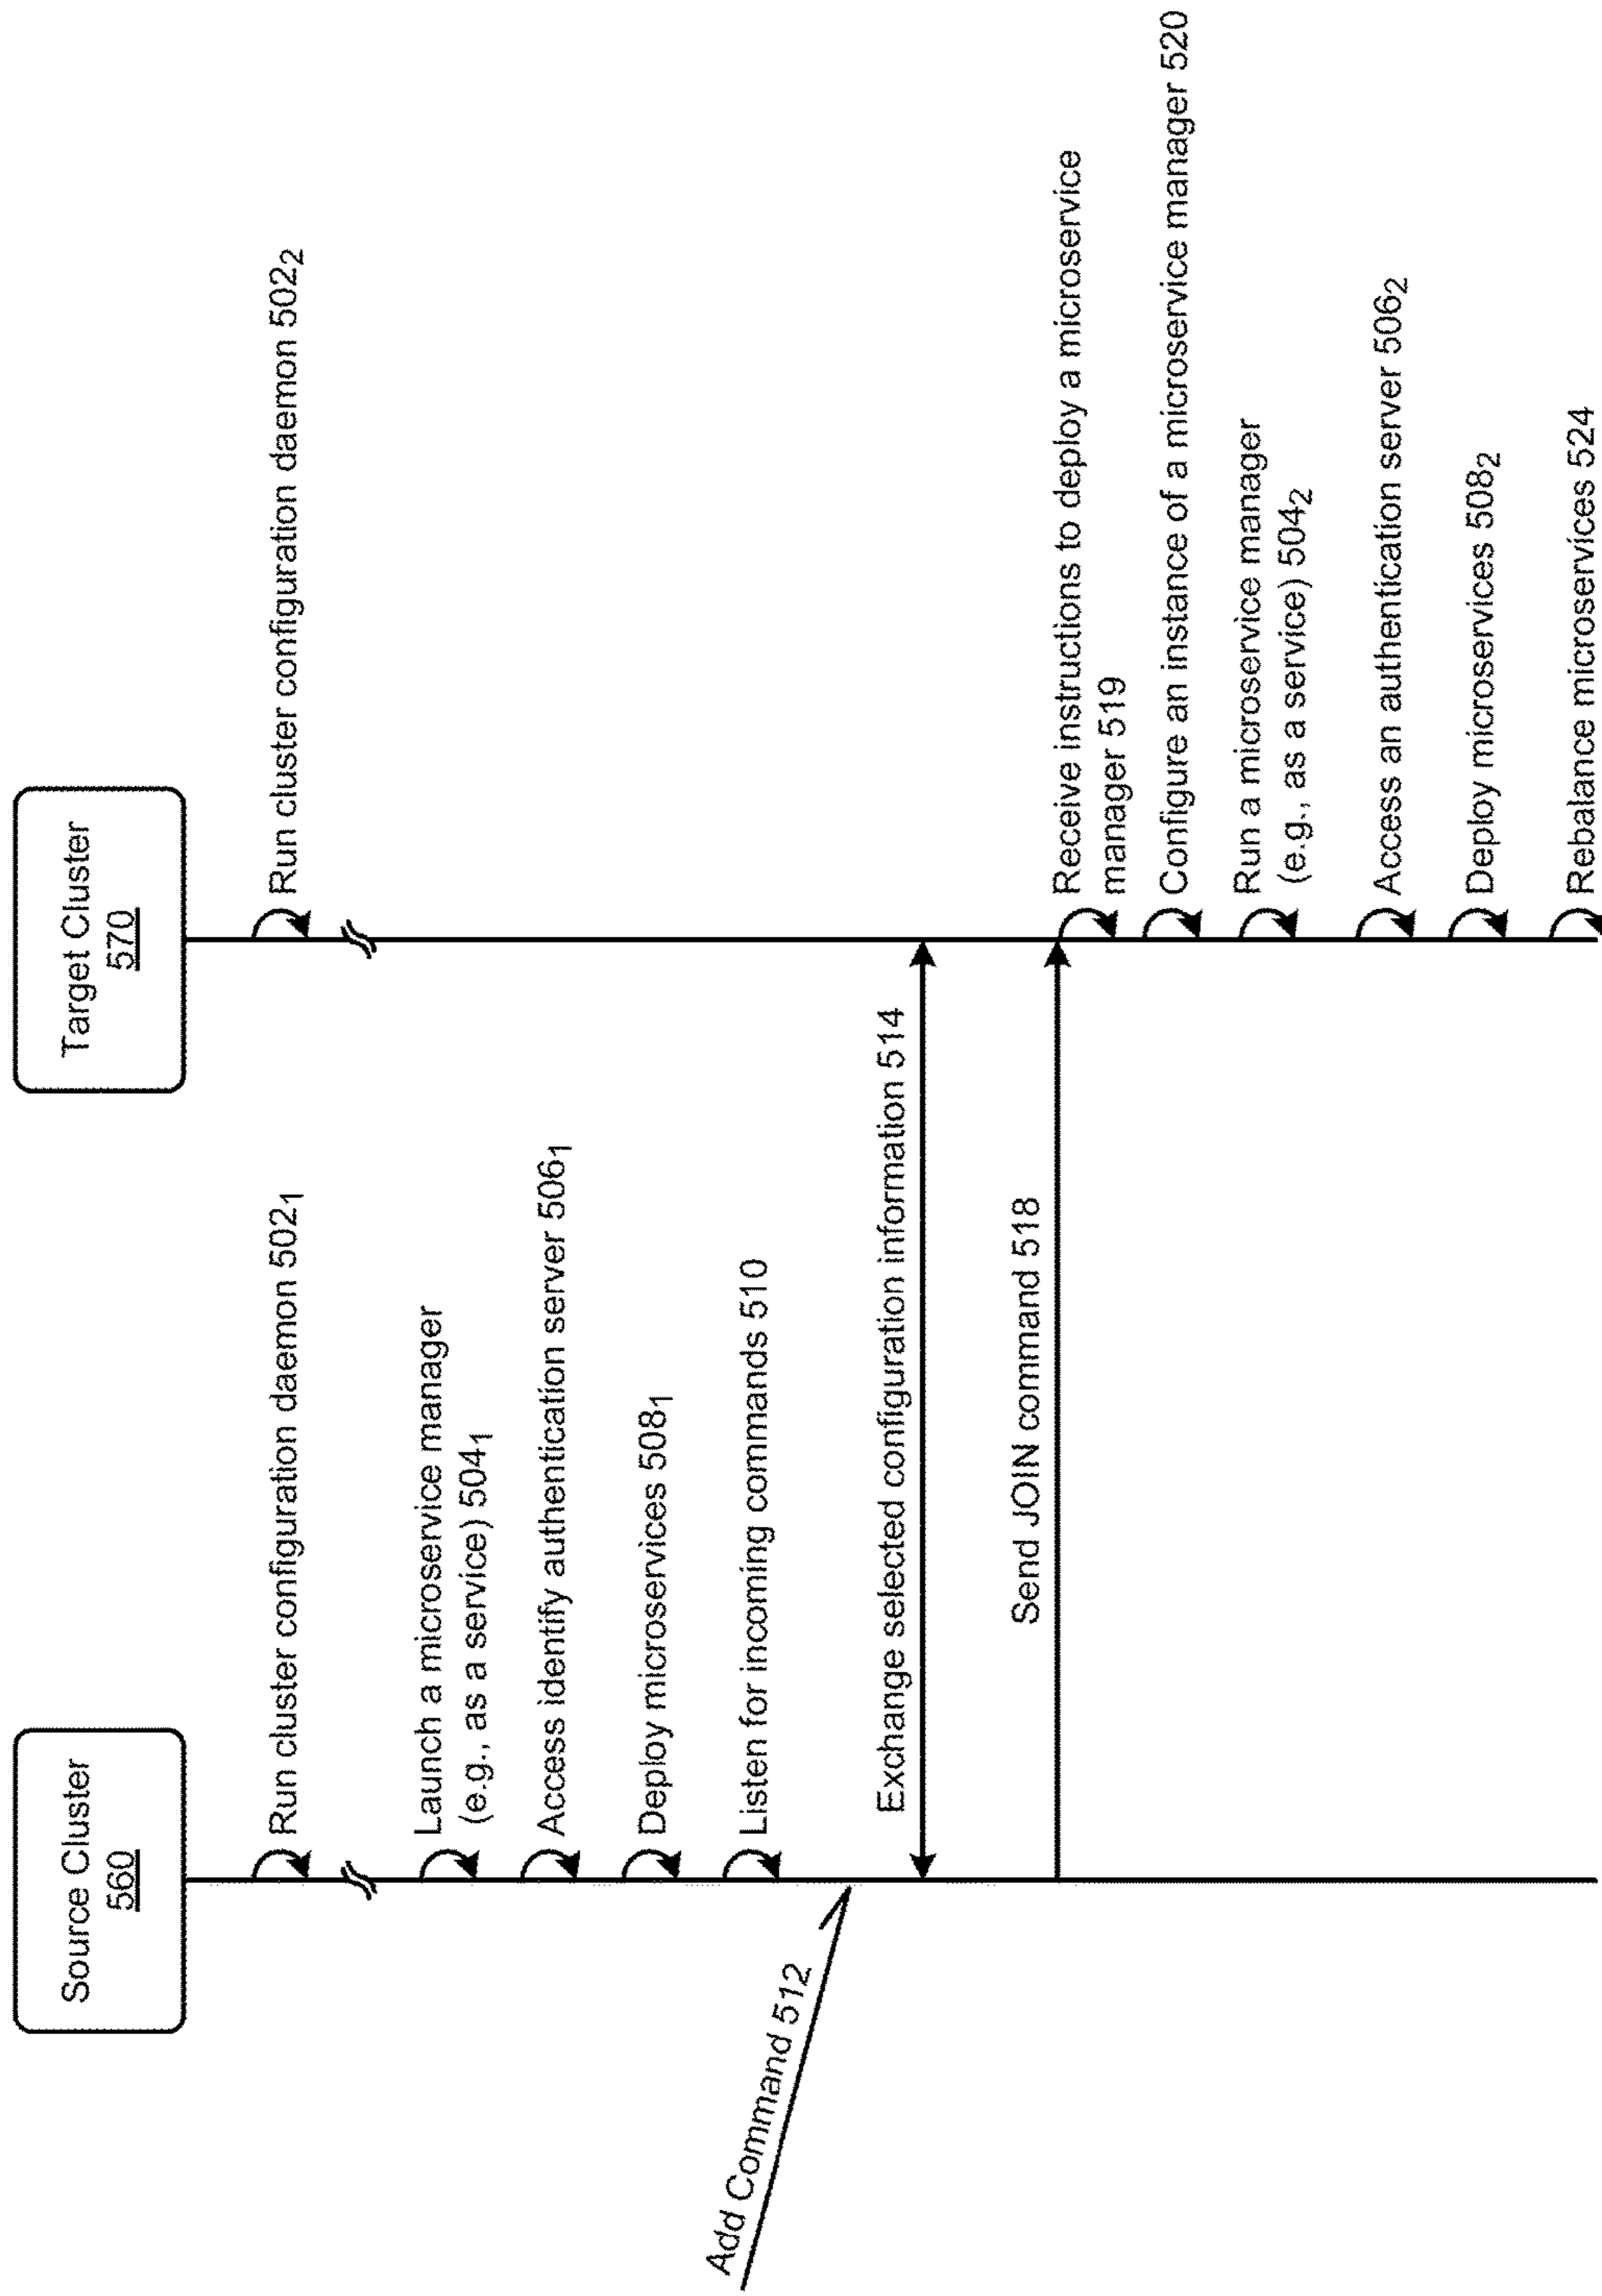 Source Cluster
560
Target Cluster
570
Run cluster configuration daemon 502₁
Run cluster configuration daemon 502₂
Launch a microservice manager
(e.g., as a service) 504₁
Access identify authentication server 506₁
Deploy microservices 508₁
Listen for incoming commands 510
Add Command 512
Exchange selected configuration information 514
Send JOIN command 518
Receive instructions to deploy a microservice
manager 519
Configure an instance of a microservice manager 520
Run a microservice manager
(e.g., as a service) 504₂
Access an authentication server 506₂
Deploy microservices 508₂
Rebalance microservices 524